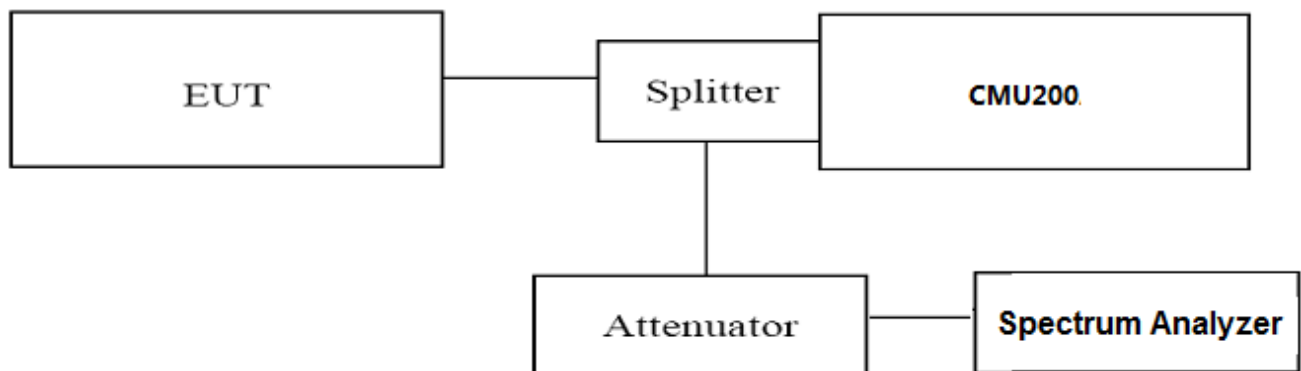 EUT
Splitter
CMU200
Attenuator
Spectrum Analyzer